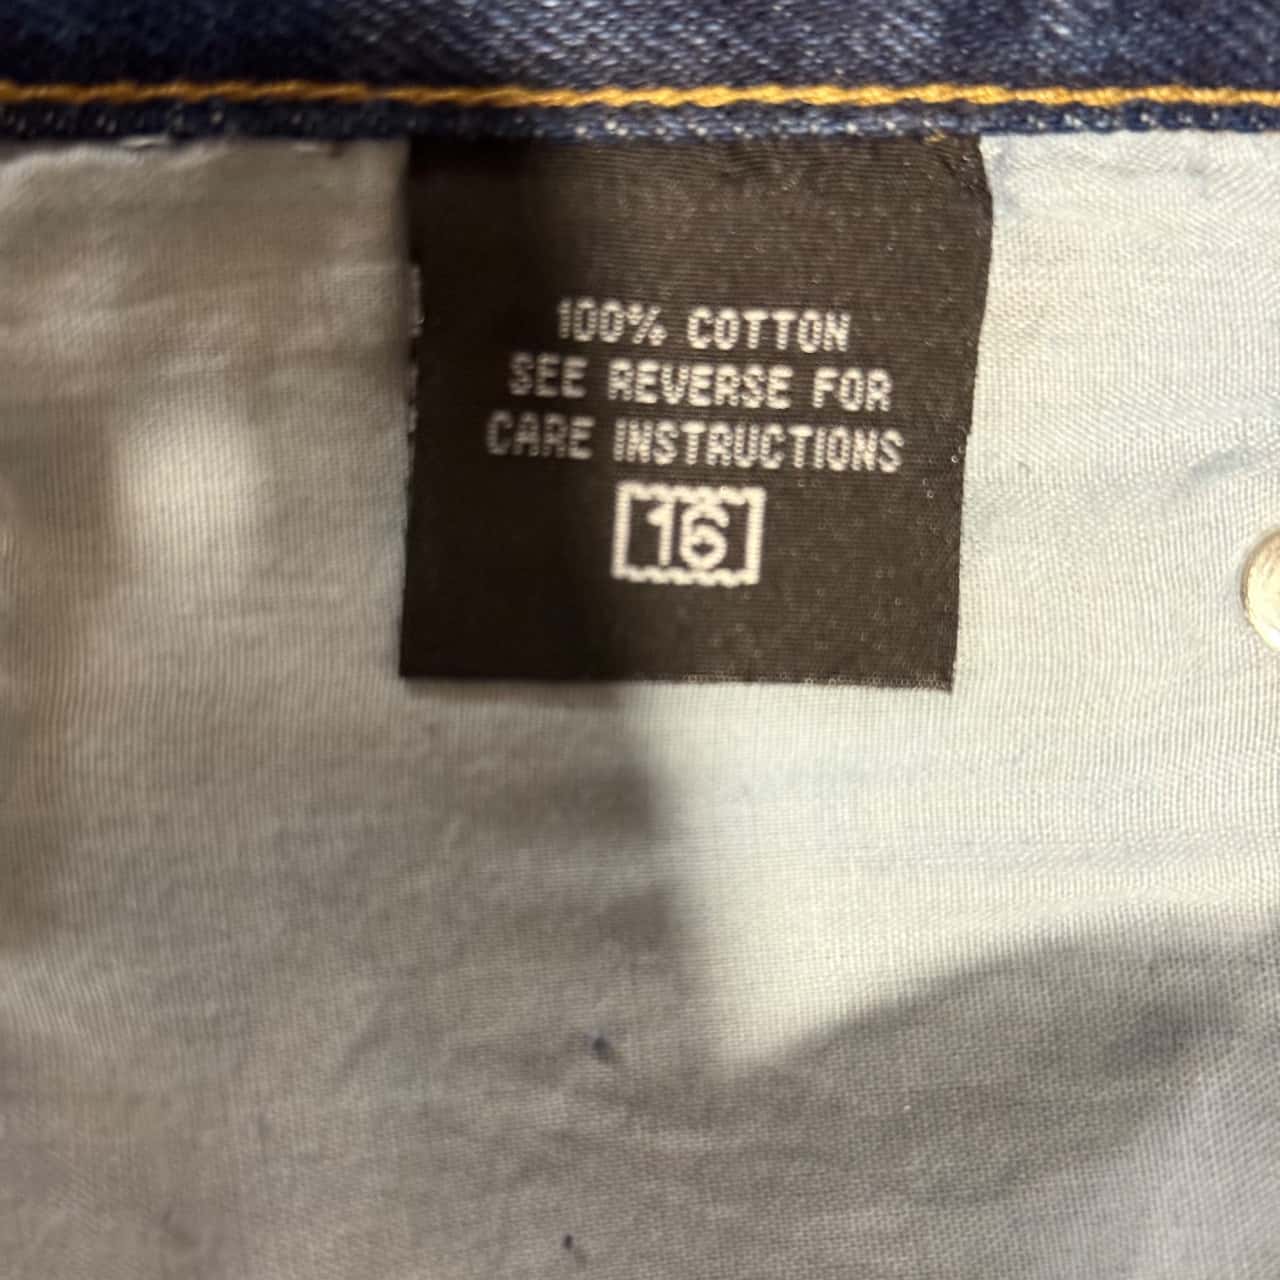 100% COTTON
SEE REVERSE FOR
CARE INSTRUCTIONS
16